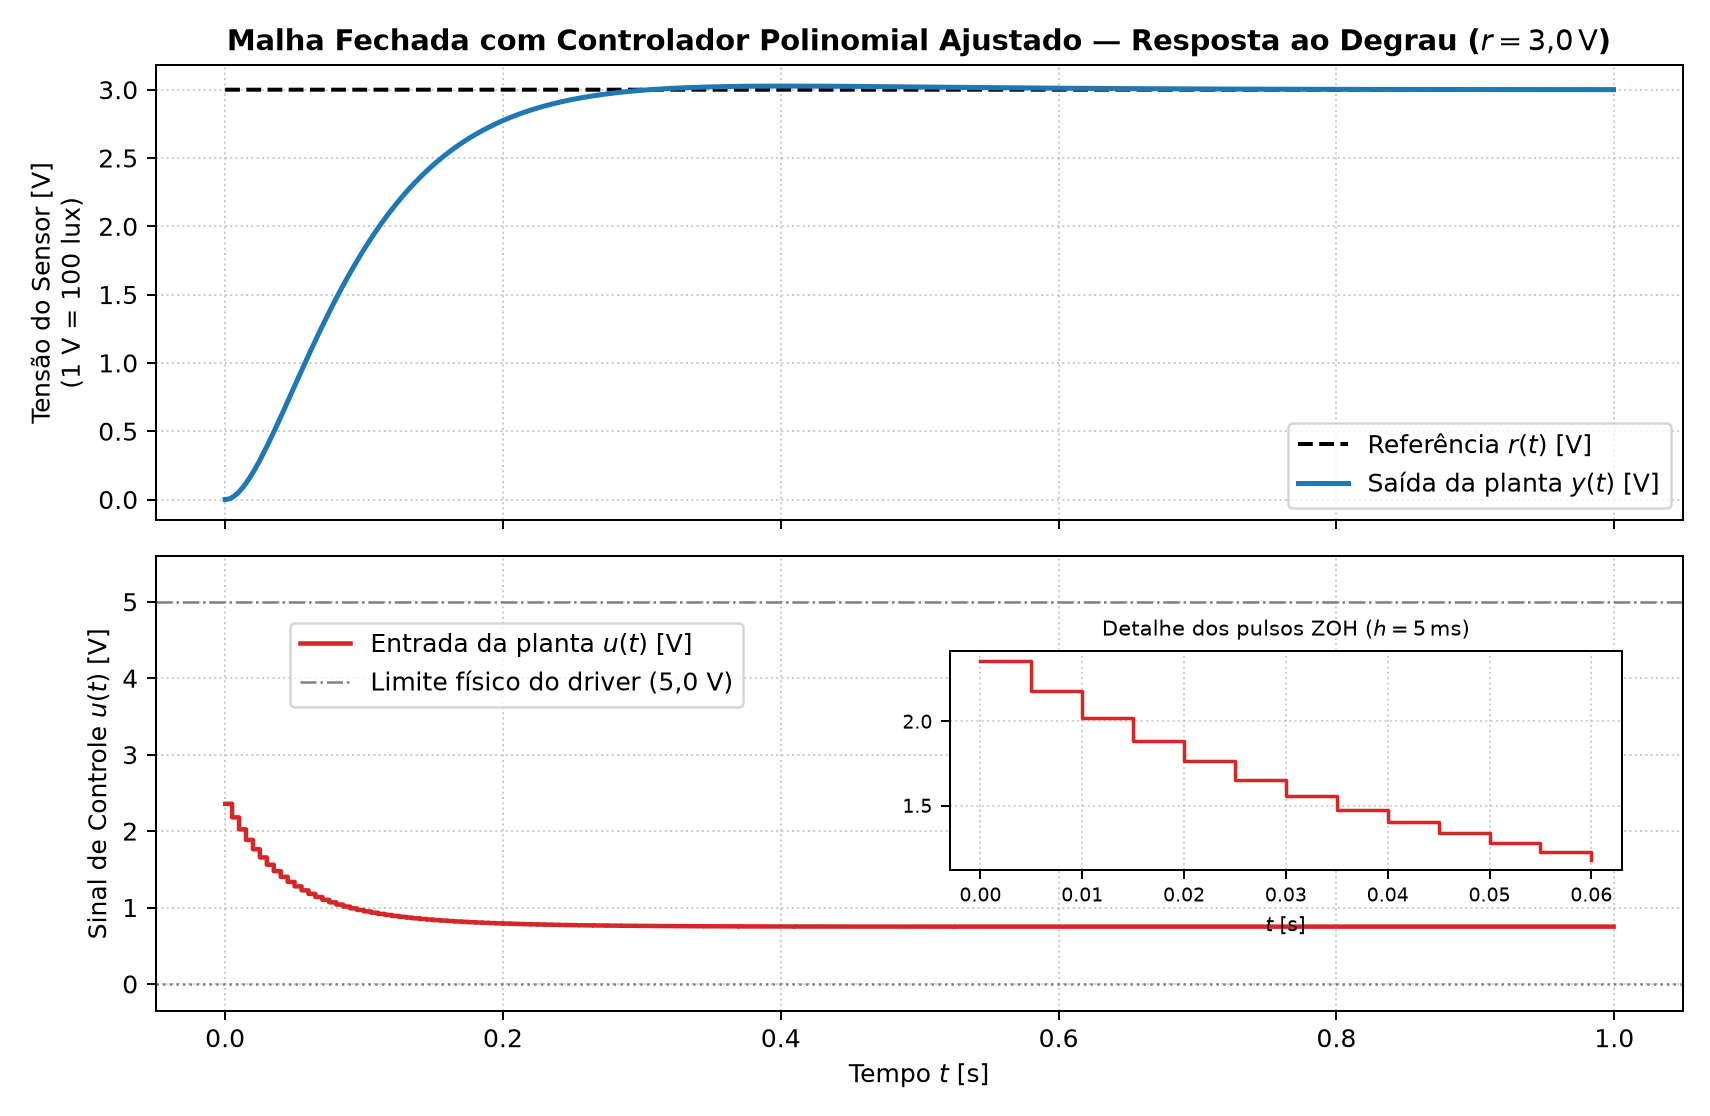 Malha Fechada com Controlador Polinomial Ajustado — Resposta ao Degrau (r = 3,0 V)
Tensão do Sensor [V]
(1 V = 100 lux)
3.0
2.5
2.0
1.5
1.0
0.5
0.0
Referência r(t) [V]
Saída da planta y(t) [V]
Sinal de Controle u(t) [V]
5
4
3
2
1
0
Entrada da planta u(t) [V]
Limite físico do driver (5,0 V)
Detalhe dos pulsos ZOH (h = 5 ms)
2.0
1.5
0.00 0.01 0.02 0.03 0.04 0.05 0.06
t [s]
0.0 0.2 0.4 0.6 0.8 1.0
Tempo t [s]